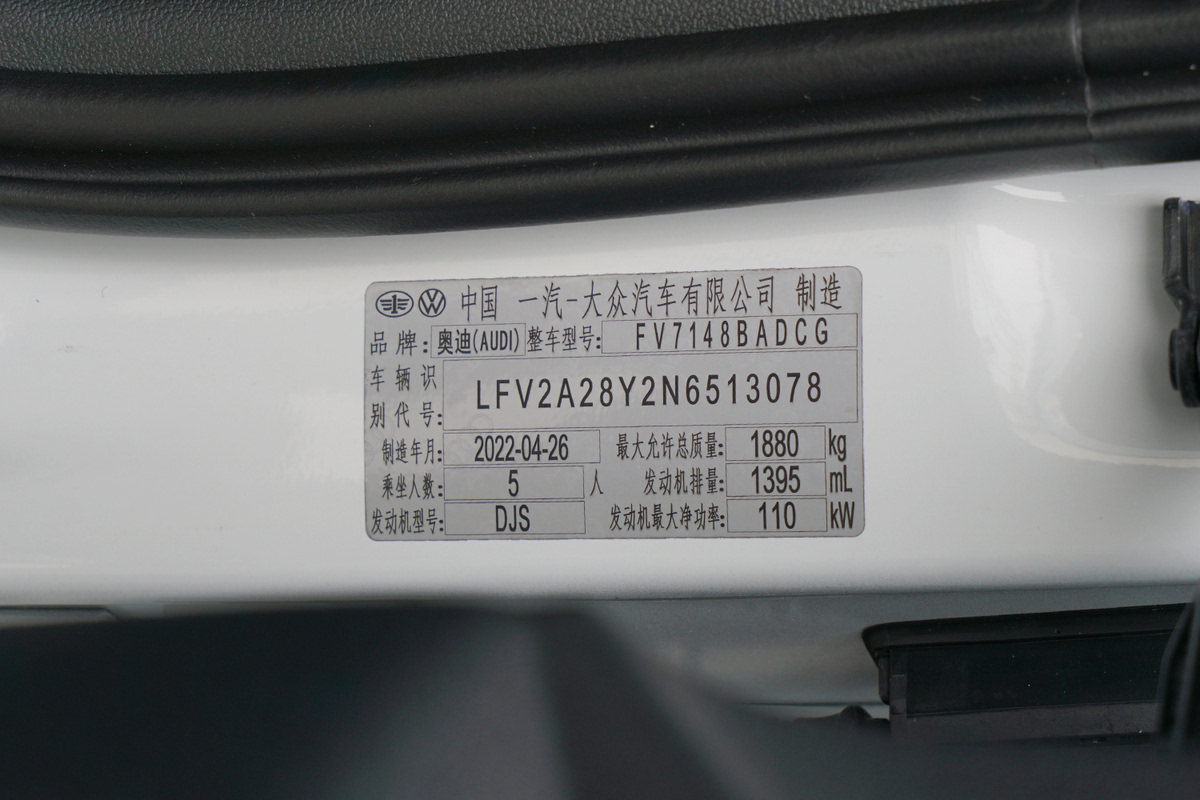 中国 一汽-大众汽车有限公司 制造
品牌: 奥迪(AUDI) 整车型号: FV7148BADCG
车辆识别代号: LFV2A28Y2N6513078
制造年月: 2022-04-26 最大允许总质量: 1880 kg
乘坐人数: 5 人 发动机排量: 1395 mL
发动机型号: DJS 发动机最大净功率: 110 kW